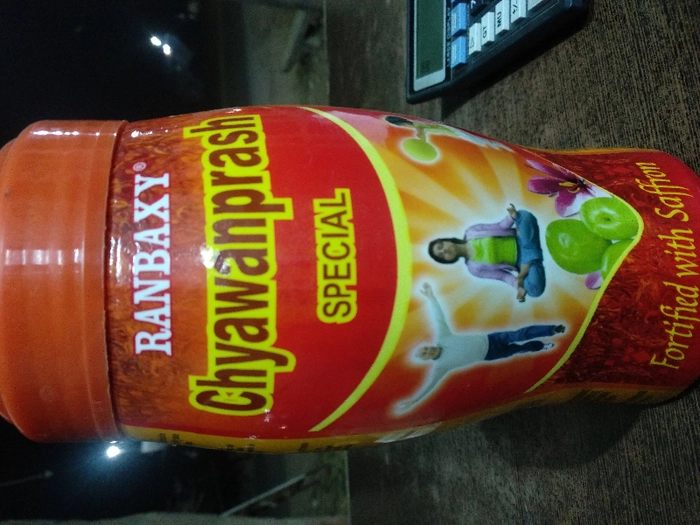 RANBAXY®
Chyawanprash
SPECIAL
Fortified with Saffron